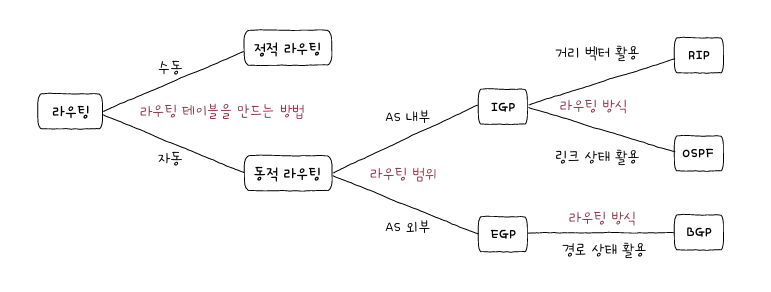 라우팅
수동
라우팅 테이블을 만드는 방법
자동
정적 라우팅
동적 라우팅
AS 내부
라우팅 범위
AS 외부
IGP
EGP
거리 벡터 활용
라우팅 방식
링크 상태 활용
라우팅 방식
경로 상태 활용
RIP
OSPF
BGP